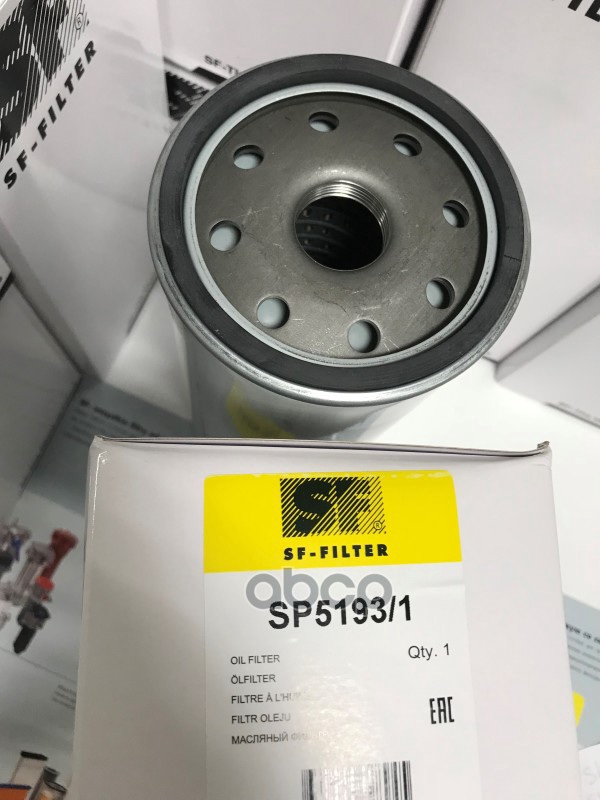 SF
SF-FILTER
SF
SF-FILTER
abco
SP5193/1
OIL FILTER
Qty. 1
ÖLFILTER
FILTRE À L'HU
FILTR OLEJU
EAC
МАСЛЯНЫЙ